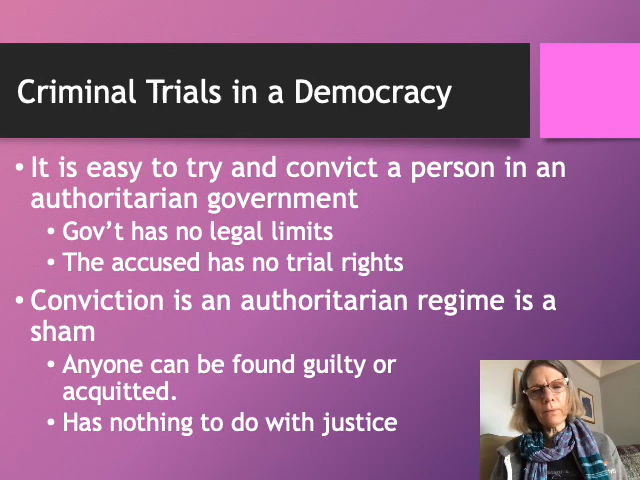 Criminal Trials in a Democracy
• It is easy to try and convict a person in an
authoritarian government
• Gov’t has no legal limits
• The accused has no trial rights
• Conviction is an authoritarian regime is a
sham
• Anyone can be found guilty or
acquitted.
• Has nothing to do with justice